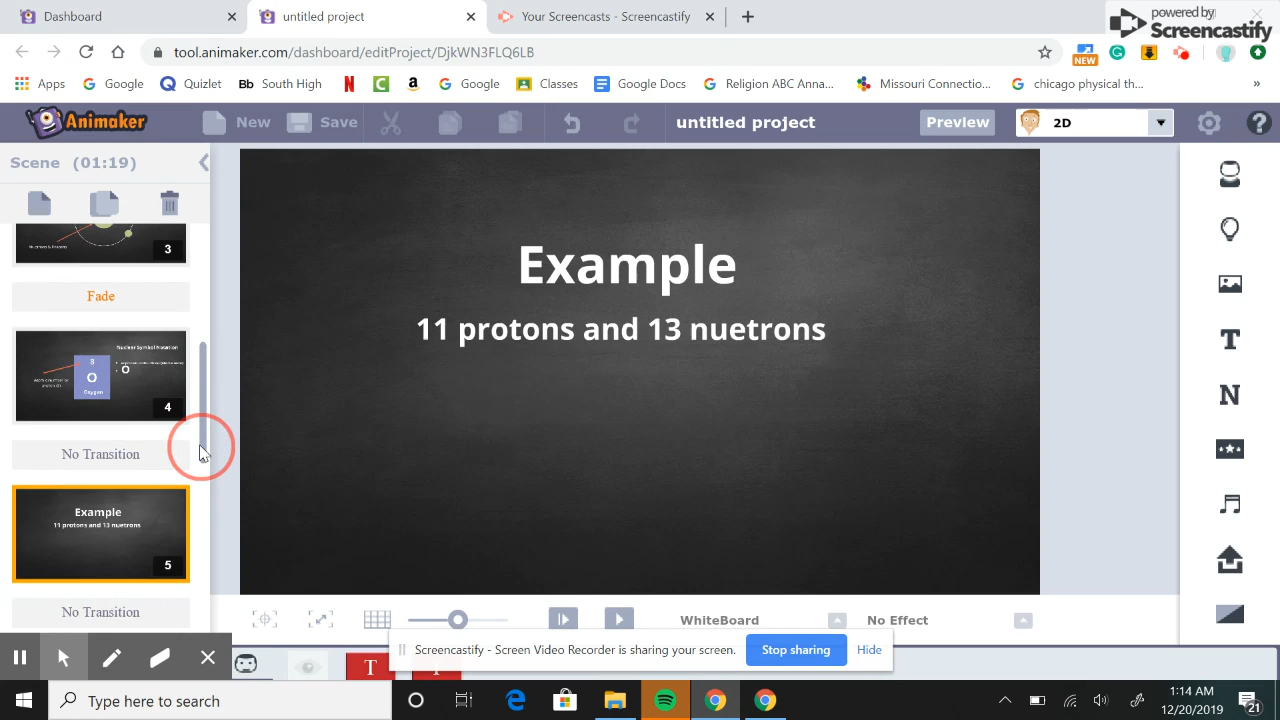 Dashboard
untitled project
Your Screencasts - Screencastify
powered by
Screencastify
tool.animaker.com/dashboard/editProject/DjkWN3FLQ6LB
NEW
Apps
Google
Quizlet
Bb South High
Google
Classes
Google Docs
Religion ABC Anna...
Missouri Connectio...
chicago physical th...
»
Animaker
New
Save
untitled project
Preview
2D
Scene (01:19)
Nuetrons & Protons
3
Fade
Nuclear Symbol Notation
8
O
Oxygen
O
4
No Transition
Example
11 protons and 13 nuetrons
5
No Transition
Example
11 protons and 13 nuetrons
T
N
WhiteBoard
No Effect
Screencastify - Screen Video Recorder is sharing your screen.
Stop sharing
Hide
T
Type here to search
1:14 AM
12/20/2019
21